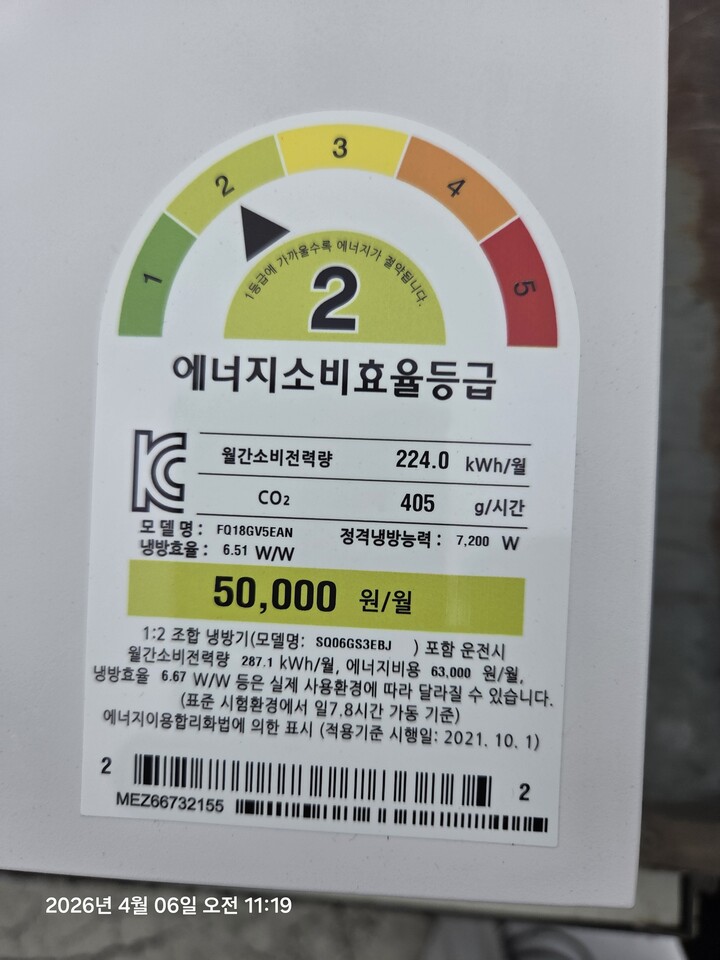 1 2 3 4 5
1등급에 가까울수록 에너지가 절약됩니다.
2
에너지소비효율등급
월간소비전력량 224.0 kWh/월
CO₂ 405 g/시간
모델명: FQ18GV5EAN 정격냉방능력: 7,200 W
냉방효율: 6.51 W/W
50,000 원/월
1:2 조합 냉방기(모델명: SQ06GS3EBJ ) 포함 운전시
월간소비전력량 287.1 kWh/월, 에너지비용 63,000 원/월,
냉방효율 6.67 W/W 등은 실제 사용환경에 따라 달라질 수 있습니다.
(표준 시험환경에서 일7.8시간 가동 기준)
에너지이용합리화법에 의한 표시 (적용기준 시행일: 2021. 10. 1)
2 2
MEZ66732155
2026년 4월 06일 오전 11:19